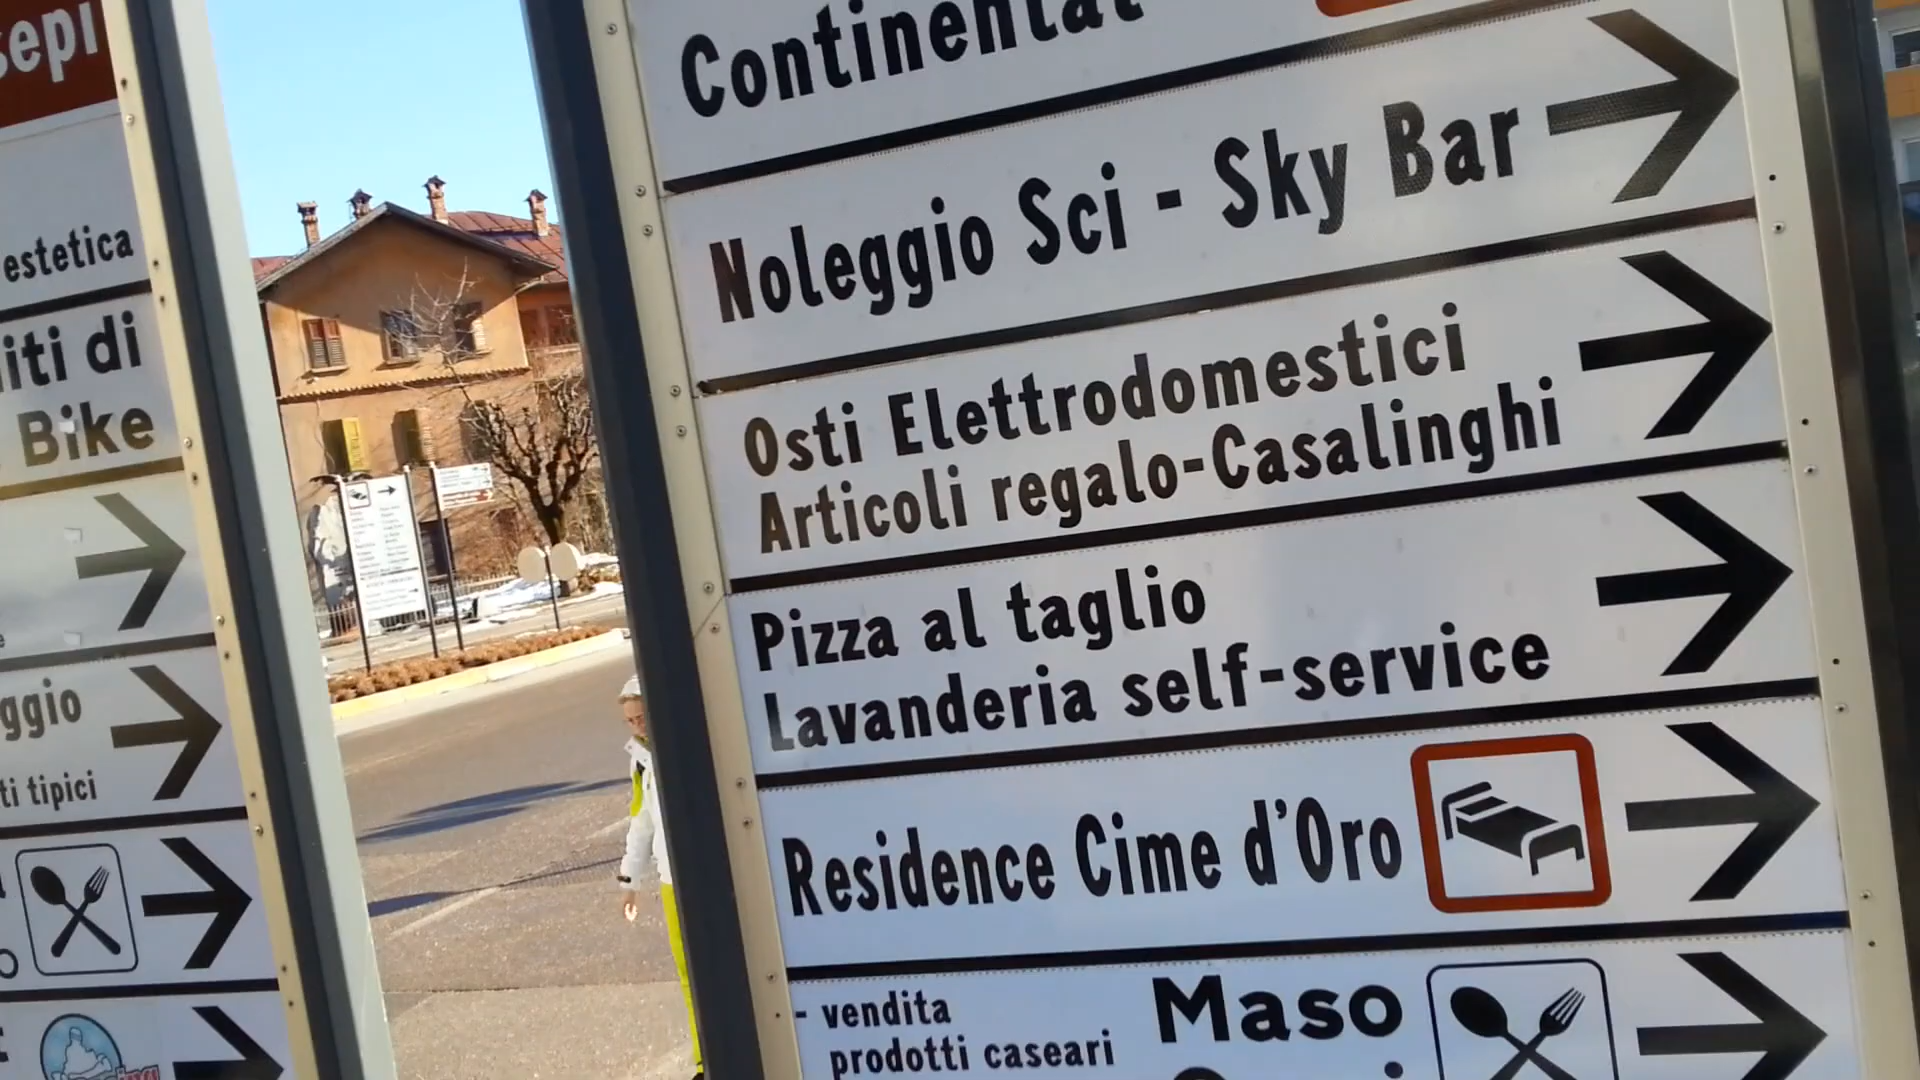 sepi
estetica
iti di
Bike
ggio
ti tipici
Continental
Noleggio Sci - Sky Bar
Osti Elettrodomestici
Articoli regalo-Casalinghi
Pizza al taglio
Lavanderia self-service
Residence Cime d'Oro
- vendita
prodotti caseari
Maso